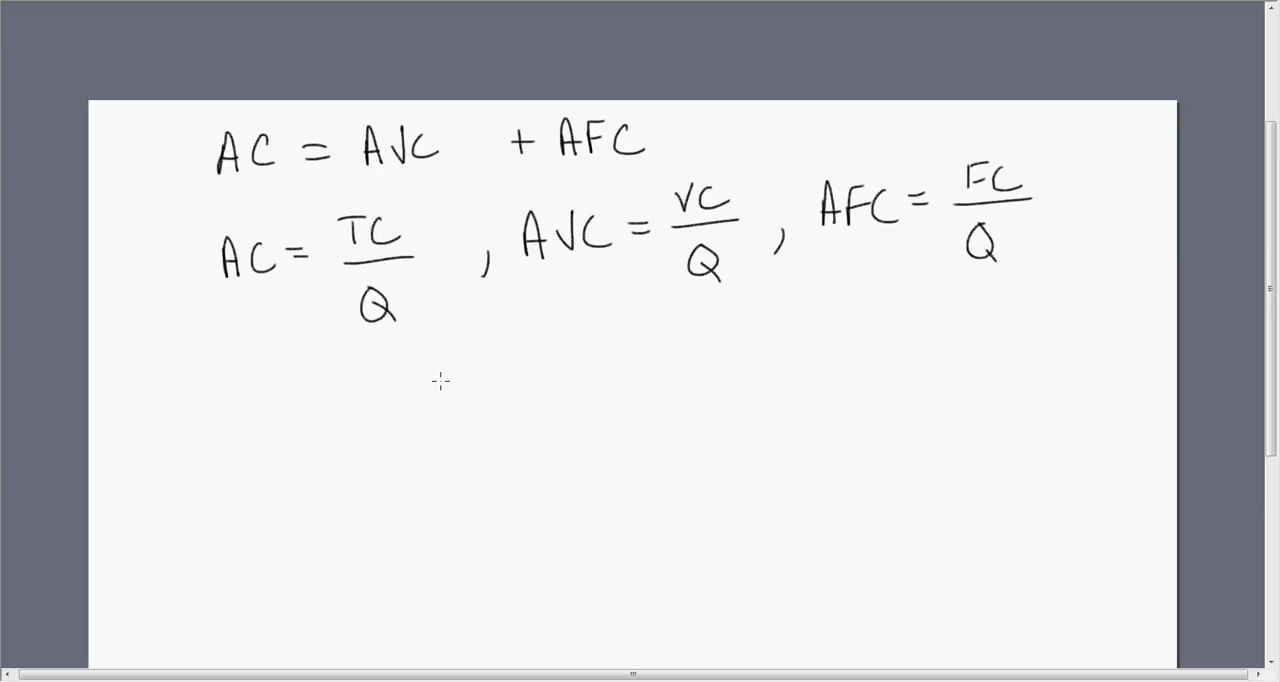 AC = AVC + AFC
AC = TC/Q , AVC = VC/Q , AFC = FC/Q